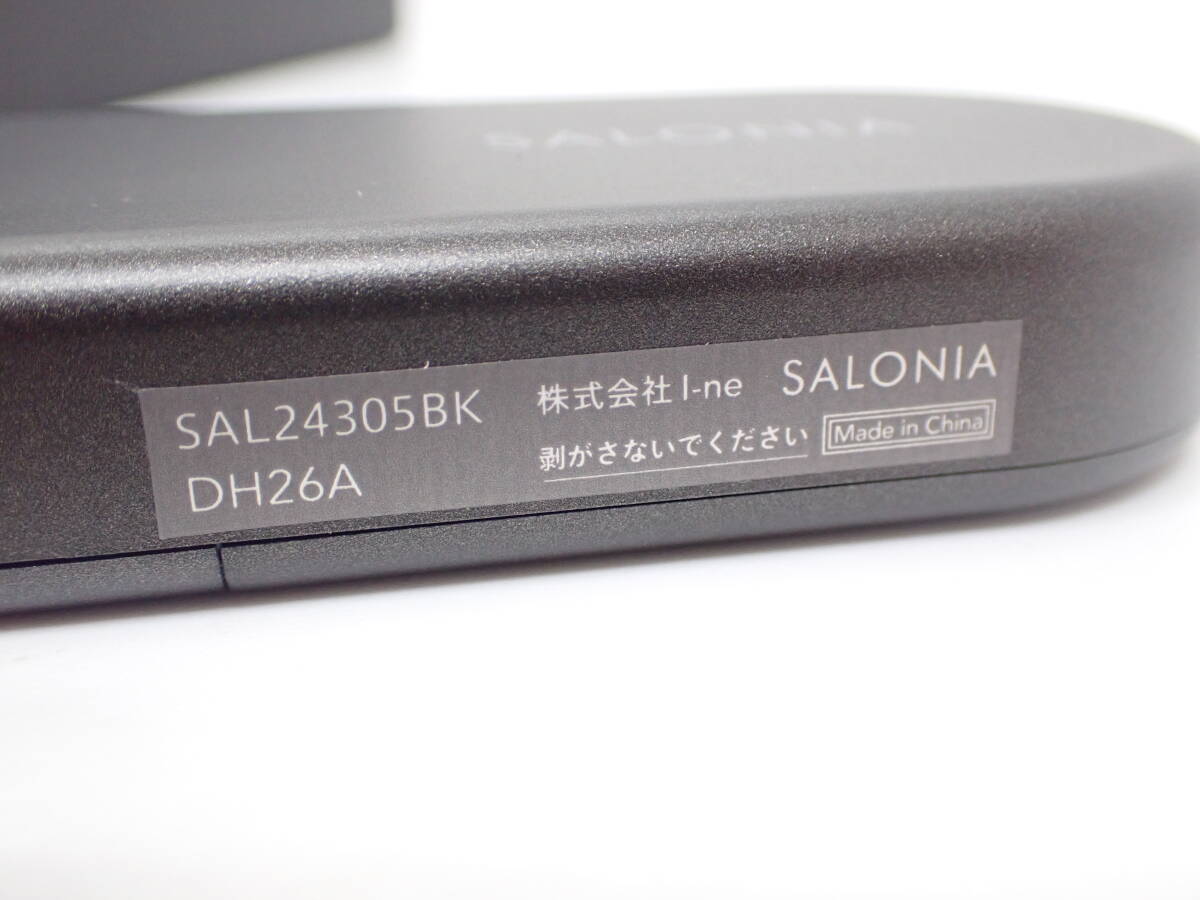 SALONIA
SAL24305BK
DH26A
株式会社 I-ne
剥がさないでください
SALONIA
Made in China